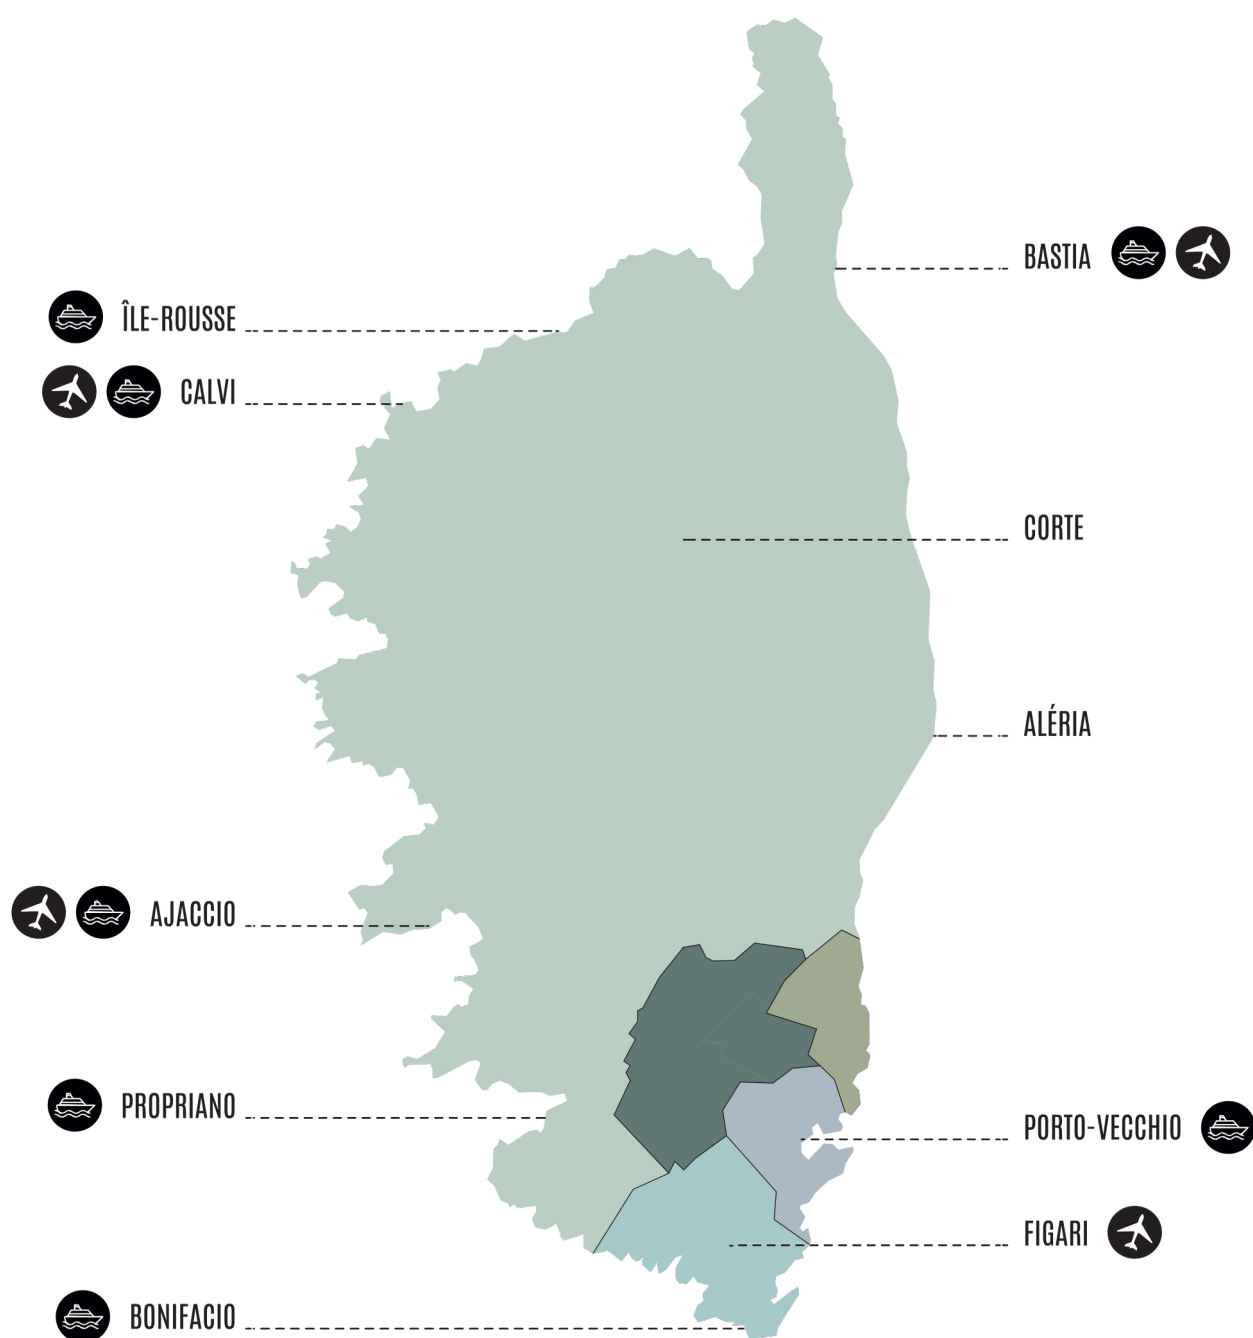 BASTIA
ÎLE-ROUSSE
CALVI
CORTE
ALÉRIA
AJACCIO
PROPRIANO
PORTO-VECCHIO
FIGARI
BONIFACIO